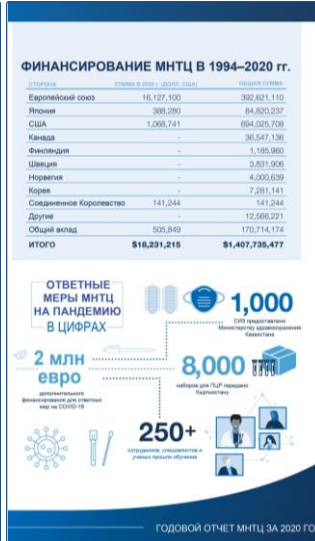 ФИНАНСИРОВАНИЕ МНТЦ В 1994–2020 гг.
СТОРОНА СУММА В 2020 г. (ДОЛЛ. США) ОБЩАЯ СУММА
Европейский союз 16,127,100 392,621,110
Япония 388,280 84,820,237
США 1,068,741 694,025,708
Канада - 36,547,136
Финляндия - 1,185,960
Швеция - 3,831,906
Норвегия - 4,000,639
Корея - 7,281,141
Соединенное Королевство 141,244 141,244
Другие - 12,566,221
Общий вклад 505,849 170,714,174
ИТОГО $18,231,215 $1,407,735,477
ОТВЕТНЫЕ
МЕРЫ МНТЦ
НА ПАНДЕМИЮ
В ЦИФРАХ
1,000
СИЗ предоставлено
Министерству здравоохранения
Казахстана
2 млн
евро
дополнительного
финансирования для ответных
мер на COVID-19
8,000
наборов для ПЦР передано
Кыргызстану
250+
сотрудников, специалистов и
ученых прошли обучение
ГОДОВОЙ ОТЧЕТ МНТЦ ЗА 2020 ГО